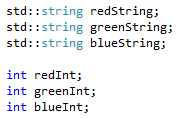 std::string redString;
std::string greenString;
std::string blueString;
int redInt;
int greenInt;
int blueInt;